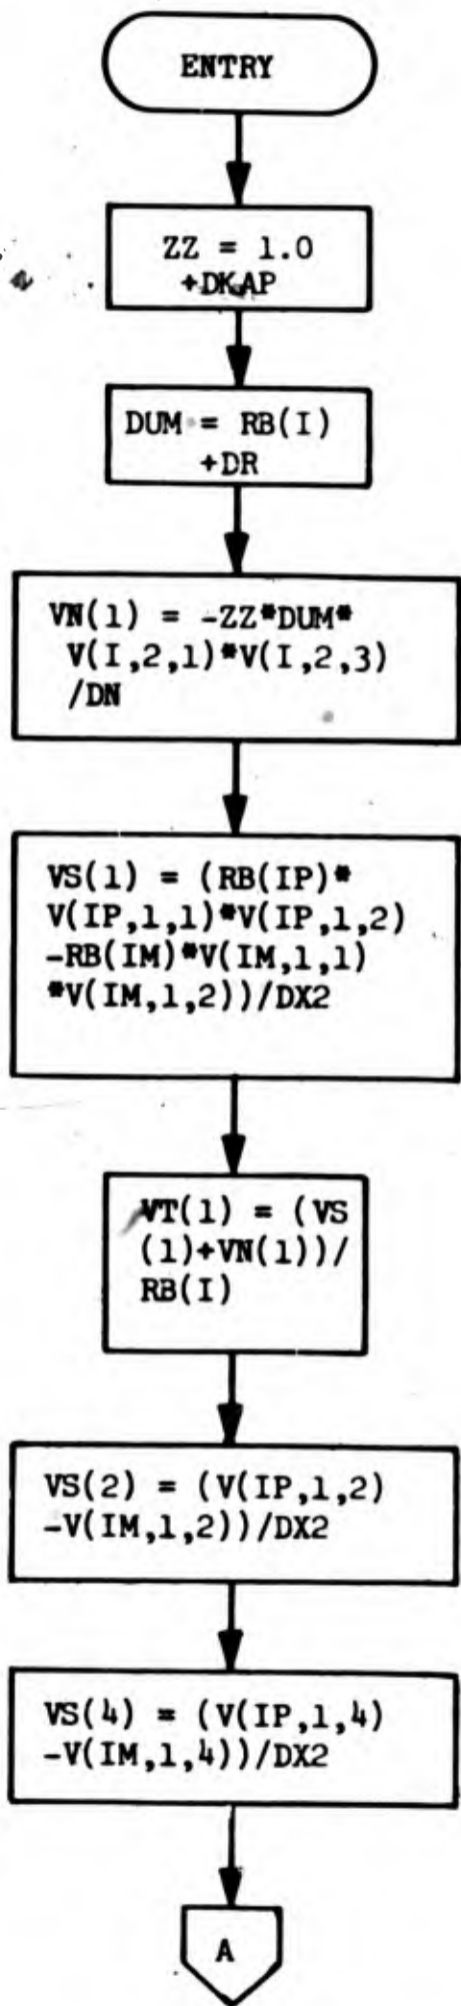 ENTRY
ZZ = 1.0
+DKAP
DUM = RB(I)
+DR
VN(1) = -ZZ*DUM*
V(I,2,1)*V(I,2,3)
/DN
VS(1) = (RB(IP)*
V(IP,1,1)*V(IP,1,2)
-RB(IM)*V(IM,1,1)
*V(IM,1,2))/DX2
VT(1) = (VS
(1)+VN(1))/
RB(I)
VS(2) = (V(IP,1,2)
-V(IM,1,2))/DX2
VS(4) = (V(IP,1,4)
-V(IM,1,4))/DX2
A